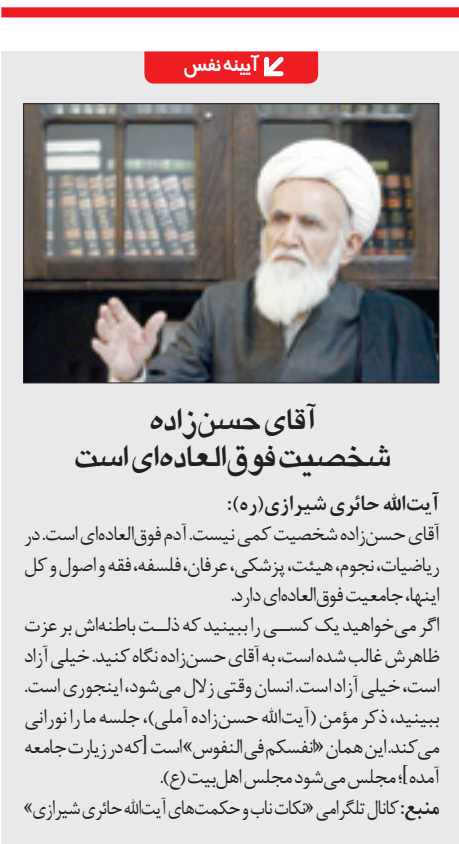 آیینه نفس
آقای حسن‌زاده
شخصیت فوق‌العاده‌ای است
آیت‌الله حائری شیرازی(ره):
آقای حسن‌زاده شخصیت کمی نیست. آدم فوق‌العاده‌ای است. در
ریاضیات، نجوم، هیئت، پزشکی، عرفان، فلسفه، فقه و اصول و کل
اینها، جامعیت فوق‌العاده‌ای دارد.
اگر می‌خواهید یک کســی را ببینید که ذلــت باطنه‌اش بر عزت
ظاهرش غالب شده است، به آقای حسن‌زاده نگاه کنید. خیلی آزاد
است، خیلی آزاد است. انسان وقتی زلال می‌شود، اینجوری است.
ببینید، ذکر مؤمن (آیت‌الله حسن‌زاده آملی)، جلسه ما را نورانی
می‌کند. این همان «انفسکم فی النفوس» است [که در زیارت جامعه
آمده]؛ مجلس می‌شود مجلس اهل‌بیت(ع).
منبع: کانال تلگرامی «نکات ناب و حکمت‌های آیت‌الله حائری شیرازی»